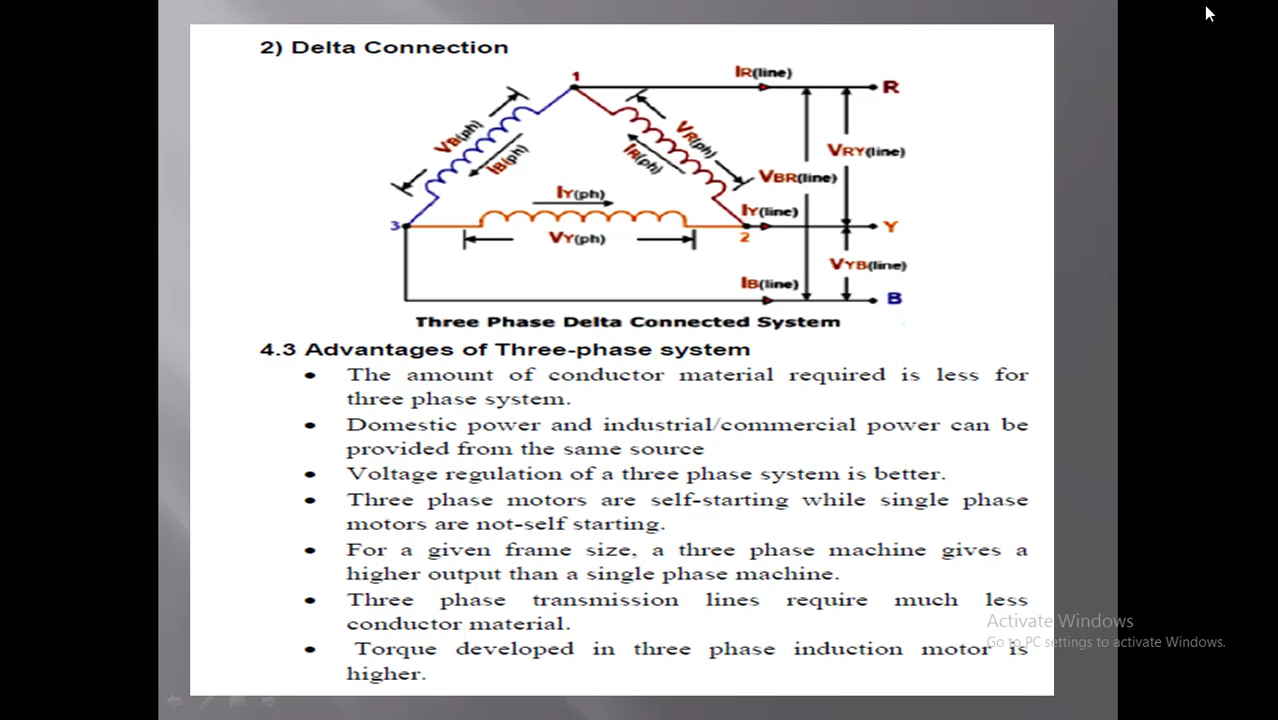 2) Delta Connection
1
IR(line)
R
VB(ph)
IB(ph)
VR(ph)
IR(ph)
VRY(line)
VBR(line)
IY(ph)
IY(line)
3
Y
VY(ph)
2
VYB(line)
IB(line)
B
Three Phase Delta Connected System
4.3 Advantages of Three-phase system
• The amount of conductor material required is less for
three phase system.
• Domestic power and industrial/commercial power can be
provided from the same source
• Voltage regulation of a three phase system is better.
• Three phase motors are self-starting while single phase
motors are not-self starting.
• For a given frame size, a three phase machine gives a
higher output than a single phase machine.
• Three phase transmission lines require much less
conductor material.
• Torque developed in three phase induction motor is
higher.
Activate Windows
Go to PC settings to activate Windows.